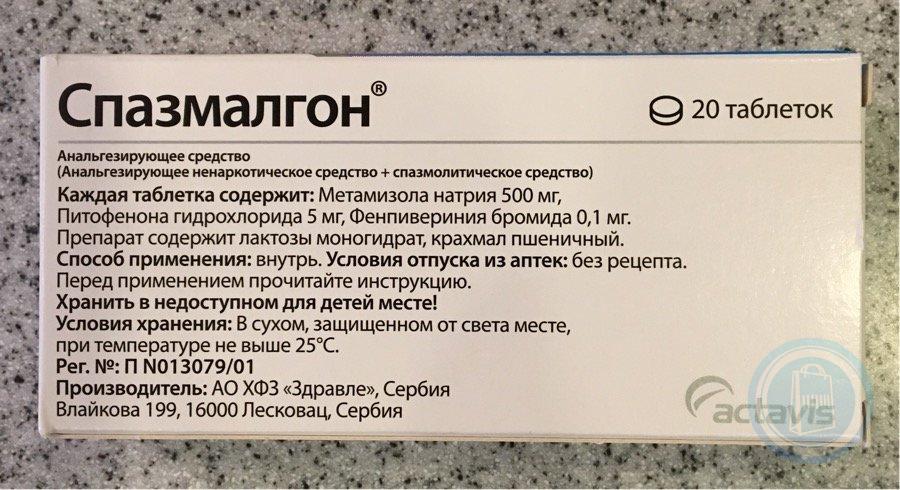 Спазмалгон®
20 таблеток
Анальгезирующее средство
(Анальгезирующее ненаркотическое средство + спазмолитическое средство)
Каждая таблетка содержит: Метамизола натрия 500 мг,
Питофенона гидрохлорида 5 мг, Фенпивериния бромида 0,1 мг.
Препарат содержит лактозы моногидрат, крахмал пшеничный.
Способ применения: внутрь. Условия отпуска из аптек: без рецепта.
Перед применением прочитайте инструкцию.
Хранить в недоступном для детей месте!
Условия хранения: В сухом, защищенном от света месте,
при температуре не выше 25°С.
Рег. №: П N013079/01
Производитель: АО ХФЗ «Здравле», Сербия
Влайкова 199, 16000 Лесковац, Сербия
actavis